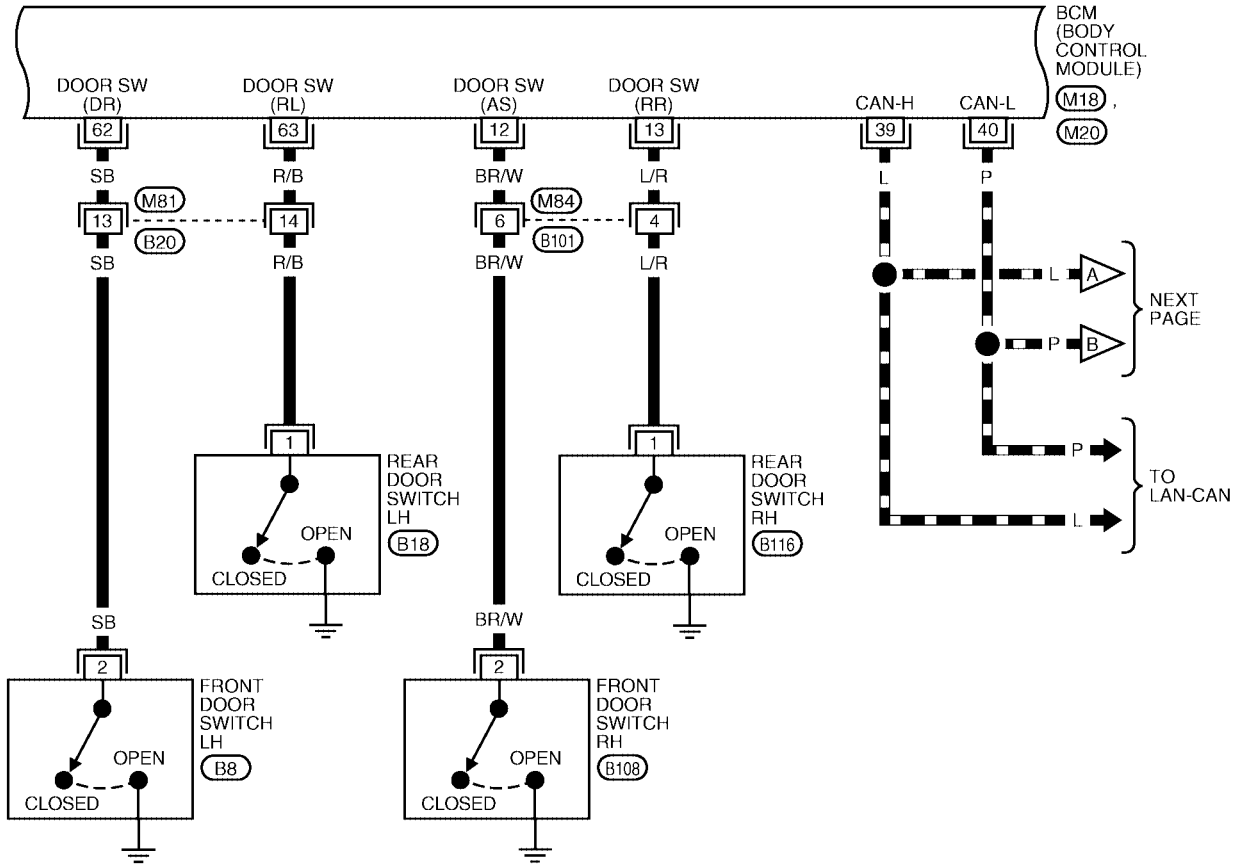 BCM
(BODY
CONTROL
MODULE)
M18 ,
M20
DOOR SW
(DR)
DOOR SW
(RL)
DOOR SW
(AS)
DOOR SW
(RR)
CAN-H
CAN-L
62
63
12
13
39
40
SB
R/B
BR/W
L/R
L
P
M81
M84
13
14
6
4
B20
B101
SB
R/B
BR/W
L/R
L
A
NEXT
PAGE
P
B
1
REAR
DOOR
SWITCH
LH
B18
OPEN
CLOSED
1
REAR
DOOR
SWITCH
RH
B116
OPEN
CLOSED
P
TO
LAN-CAN
L
SB
BR/W
2
FRONT
DOOR
SWITCH
LH
B8
OPEN
CLOSED
2
FRONT
DOOR
SWITCH
RH
B108
OPEN
CLOSED